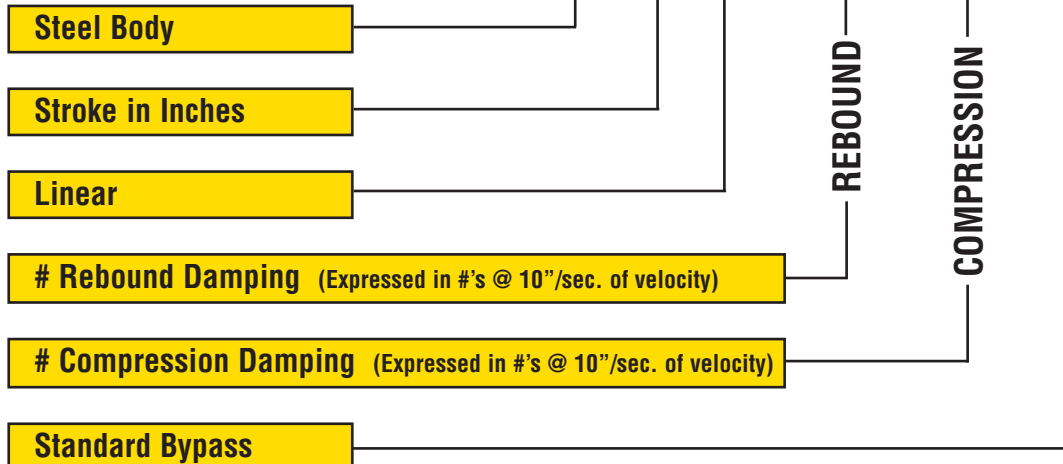 Steel Body
Stroke in Inches
Linear
# Rebound Damping (Expressed in #'s @ 10”/sec. of velocity)
# Compression Damping (Expressed in #'s @ 10”/sec. of velocity)
Standard Bypass
REBOUND
COMPRESSION